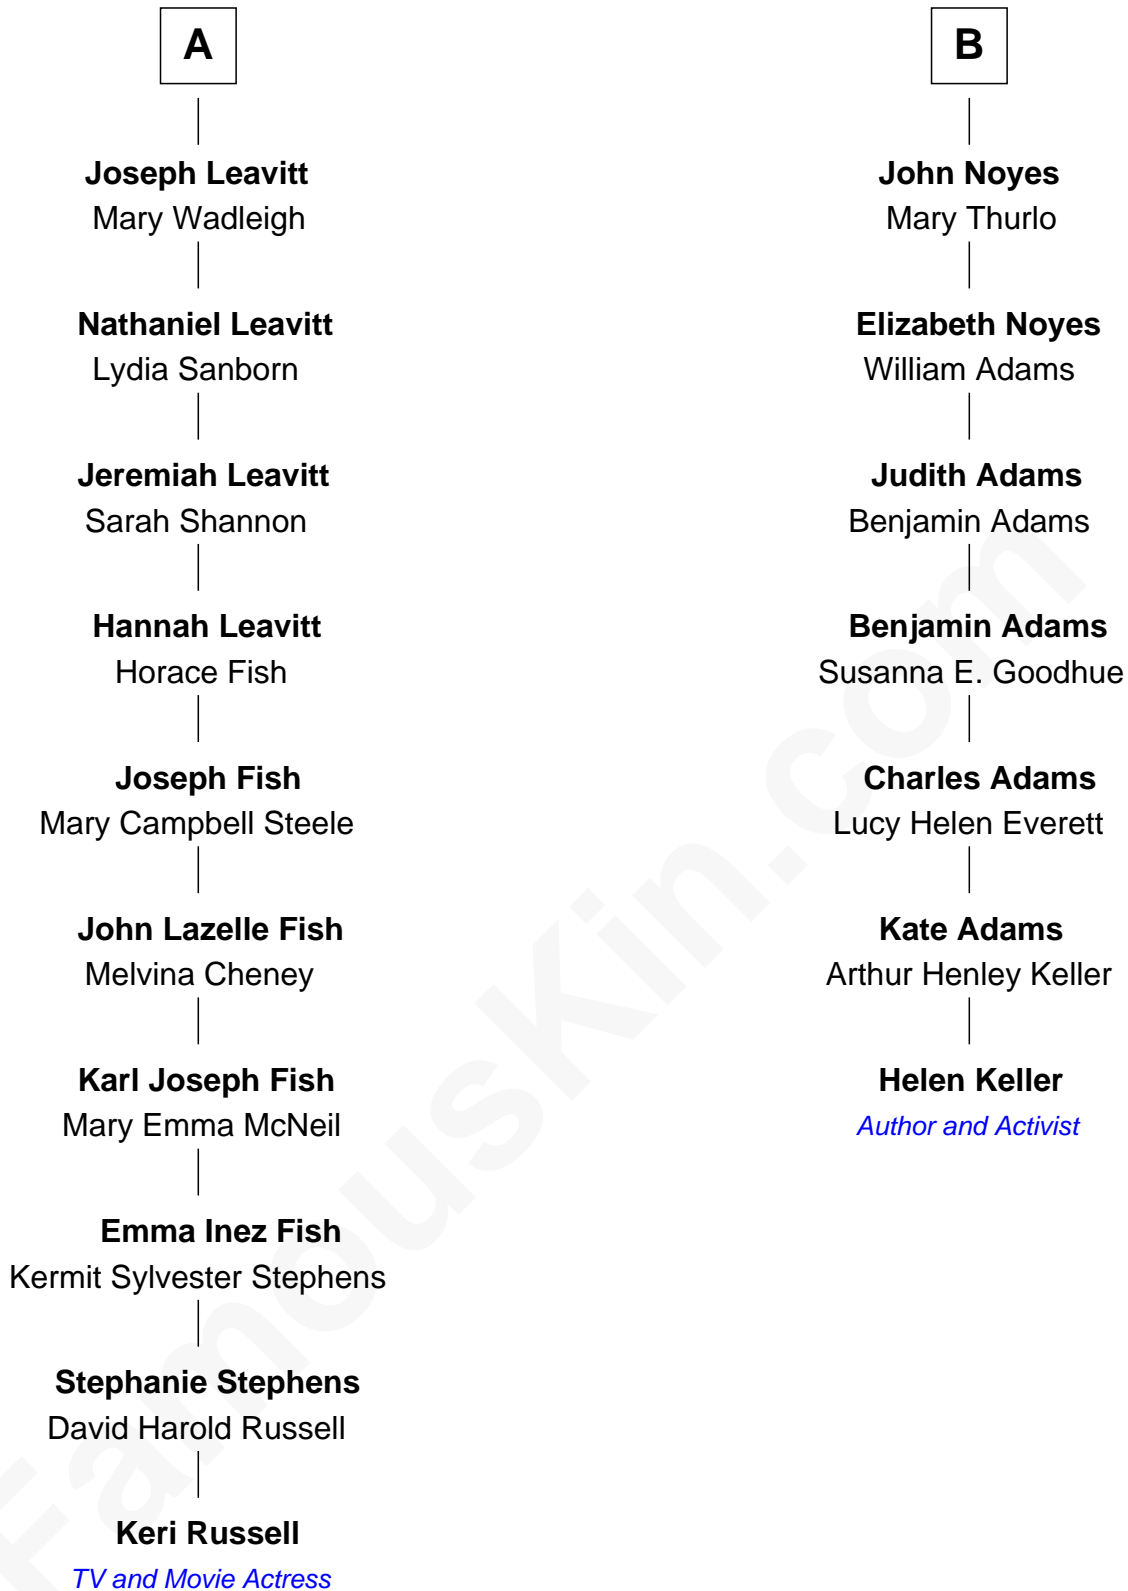 A
Joseph Leavitt
Mary Wadleigh
Nathaniel Leavitt
Lydia Sanborn
Jeremiah Leavitt
Sarah Shannon
Hannah Leavitt
Horace Fish
Joseph Fish
Mary Campbell Steele
John Lazelle Fish
Melvina Cheney
Karl Joseph Fish
Mary Emma McNeil
Emma Inez Fish
Kermit Sylvester Stephens
Stephanie Stephens
David Harold Russell
Keri Russell
TV and Movie Actress
B
John Noyes
Mary Thurlo
Elizabeth Noyes
William Adams
Judith Adams
Benjamin Adams
Benjamin Adams
Susanna E. Goodhue
Charles Adams
Lucy Helen Everett
Kate Adams
Arthur Henley Keller
Helen Keller
Author and Activist
FamousKin.com